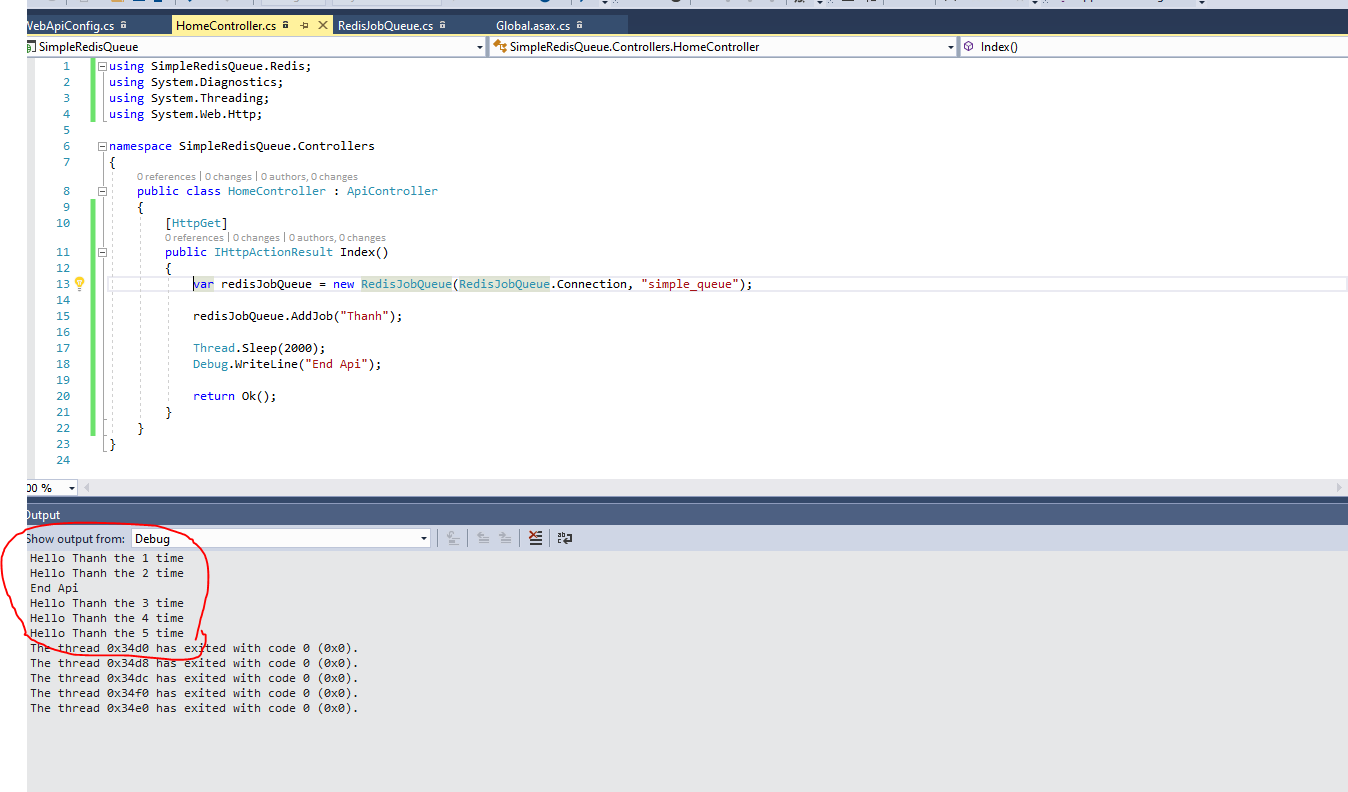 WebApiConfig.cs HomeController.cs RedisJobQueue.cs Global.asax.cs
SimpleRedisQueue SimpleRedisQueue.Controllers.HomeController Index()
1 using SimpleRedisQueue.Redis;
2 using System.Diagnostics;
3 using System.Threading;
4 using System.Web.Http;
5
6 namespace SimpleRedisQueue.Controllers
7 {
0 references | 0 changes | 0 authors, 0 changes
8 public class HomeController : ApiController
9 {
10 [HttpGet]
0 references | 0 changes | 0 authors, 0 changes
11 public IHttpActionResult Index()
12 {
13 var redisJobQueue = new RedisJobQueue(RedisJobQueue.Connection, "simple_queue");
14
15 redisJobQueue.AddJob("Thanh");
16
17 Thread.Sleep(2000);
18 Debug.WriteLine("End Api");
19
20 return Ok();
21 }
22 }
23 }
24
00 %
Output
Show output from: Debug
Hello Thanh the 1 time
Hello Thanh the 2 time
End Api
Hello Thanh the 3 time
Hello Thanh the 4 time
Hello Thanh the 5 time
The thread 0x34d0 has exited with code 0 (0x0).
The thread 0x34d8 has exited with code 0 (0x0).
The thread 0x34dc has exited with code 0 (0x0).
The thread 0x34f0 has exited with code 0 (0x0).
The thread 0x34e0 has exited with code 0 (0x0).